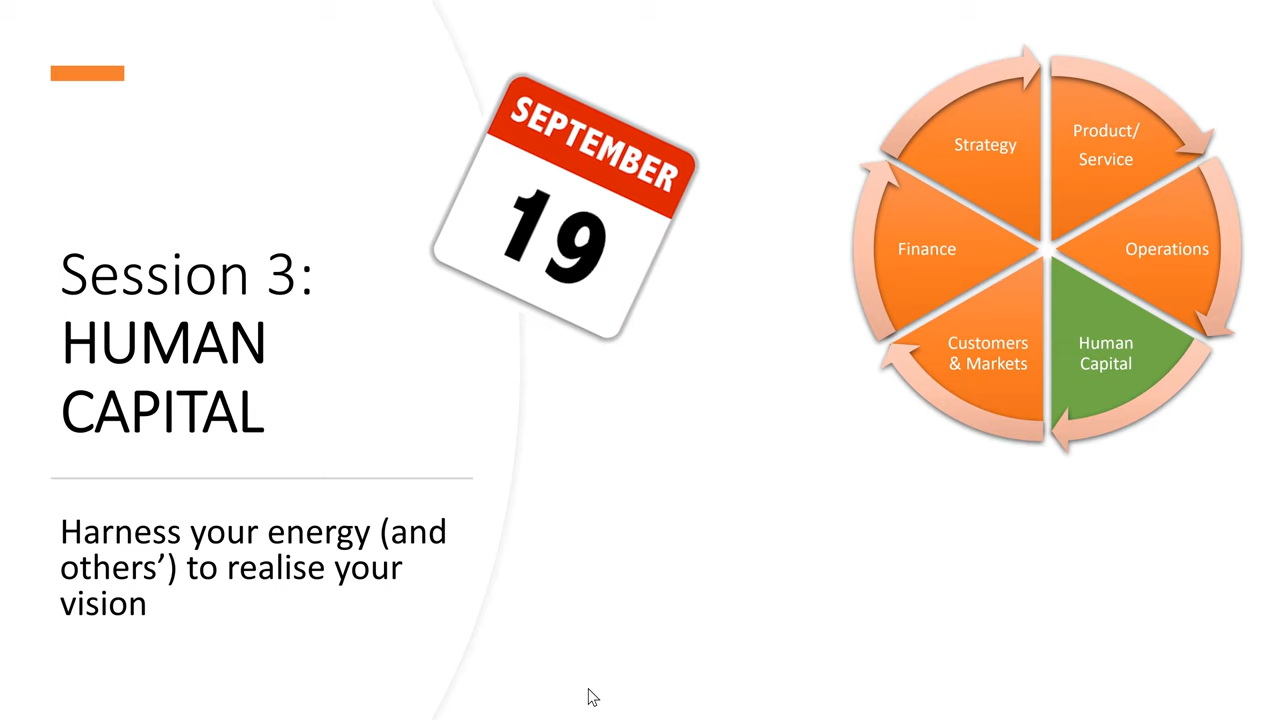 Session 3:
HUMAN
CAPITAL
Harness your energy (and
others’) to realise your
vision
SEPTEMBER
19
Strategy
Product/
Service
Finance
Operations
Customers
& Markets
Human
Capital